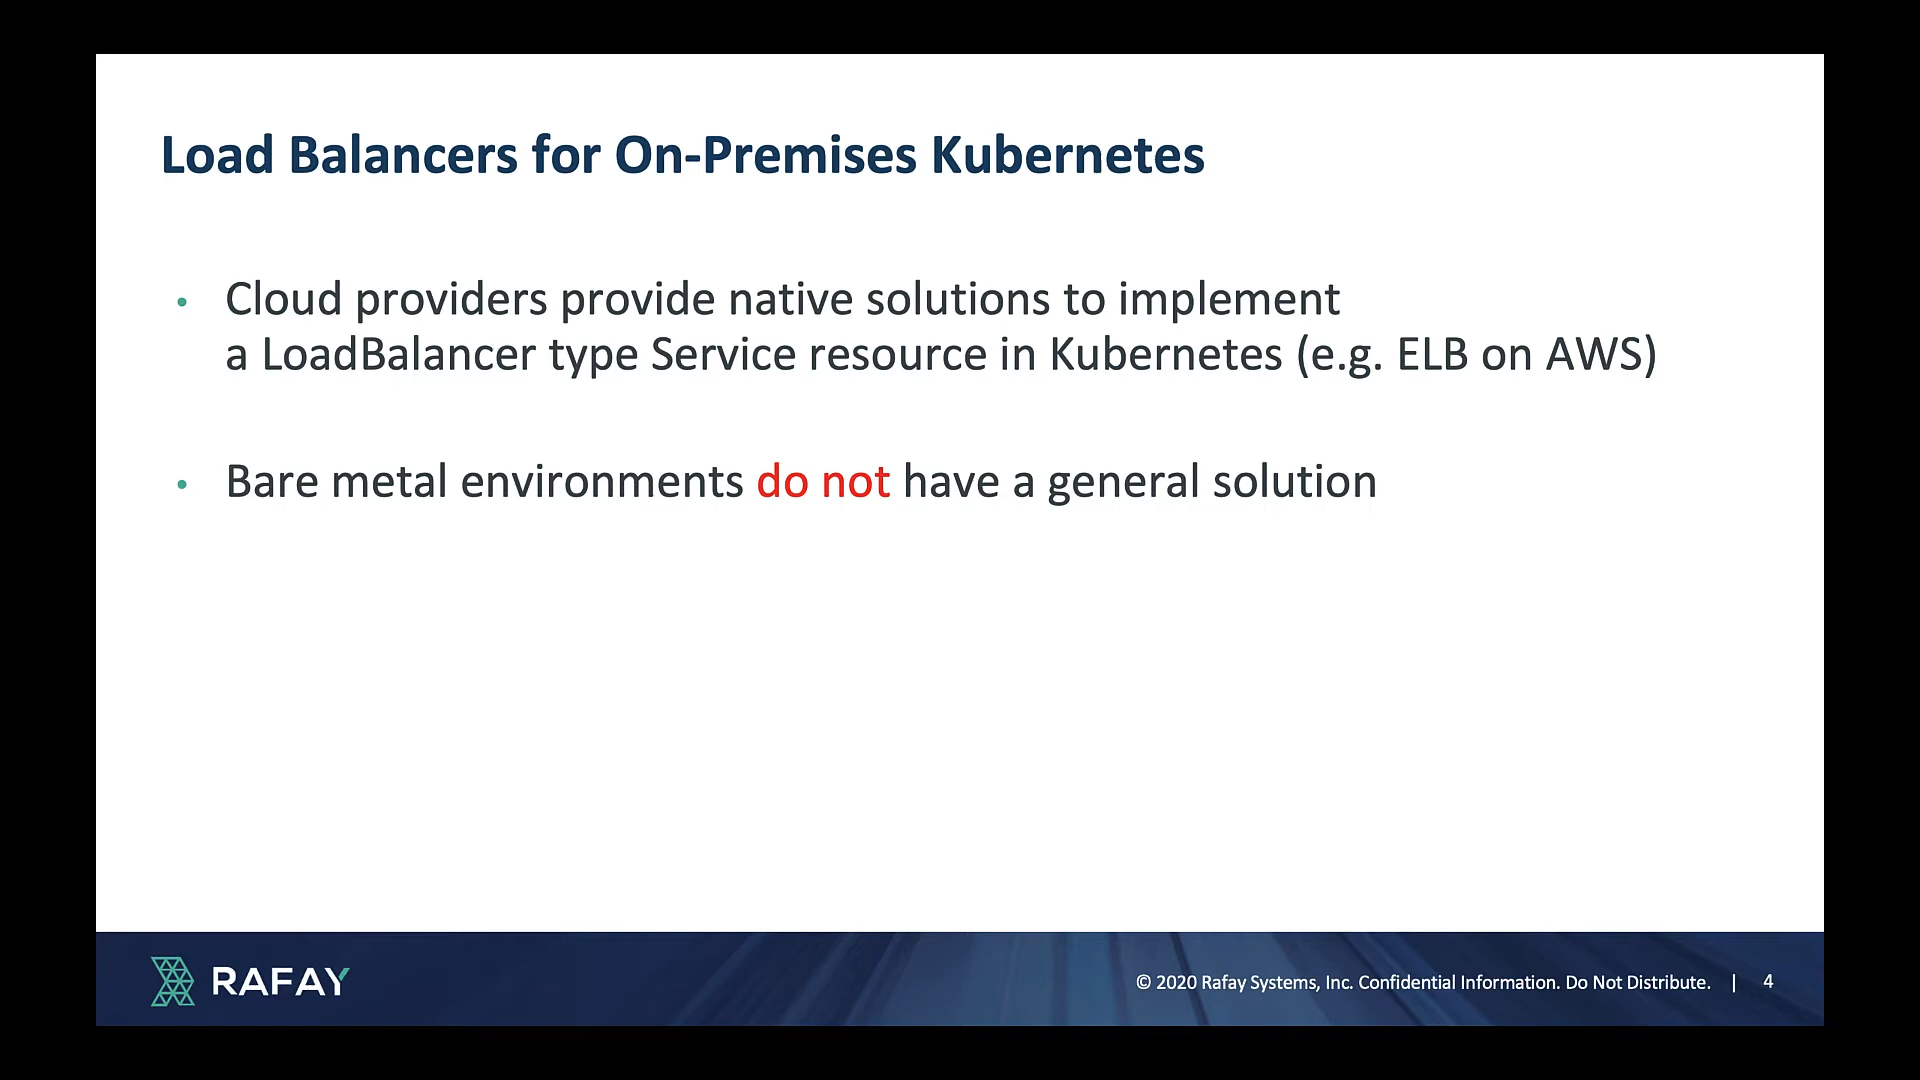 Load Balancers for On-Premises Kubernetes
• Cloud providers provide native solutions to implement
a LoadBalancer type Service resource in Kubernetes (e.g. ELB on AWS)
• Bare metal environments do not have a general solution
RAFAY
© 2020 Rafay Systems, Inc. Confidential Information. Do Not Distribute. | 4